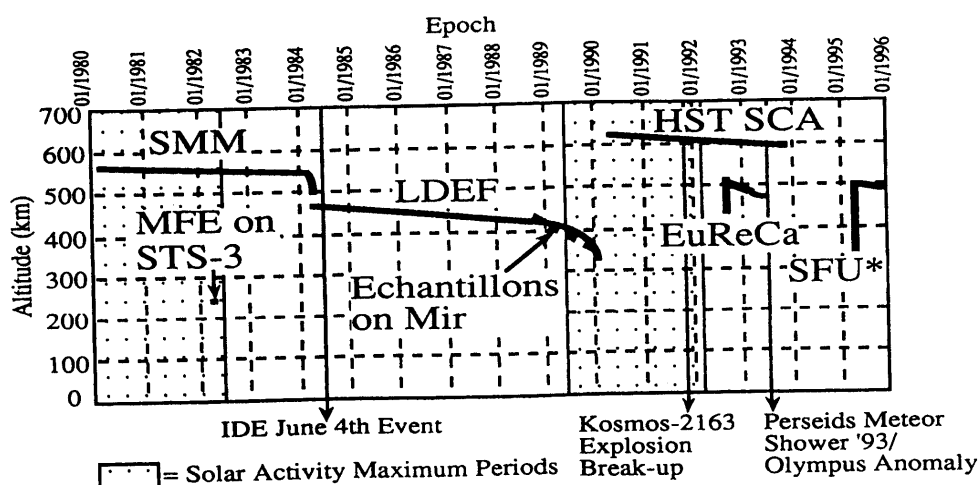 Epoch
01/1980
01/1981
01/1982
01/1983
01/1984
01/1985
01/1986
01/1987
01/1988
01/1989
01/1990
01/1991
01/1992
01/1993
01/1994
01/1995
01/1996
Altitude (km)
700
600
500
400
300
200
100
0
SMM
HST SCA
LDEF
MFE on
STS-3
EuReCa
SFU*
Echantillons
on Mir
IDE June 4th Event
Kosmos-2163
Explosion
Break-up
Perseids Meteor
Shower '93/
Olympus Anomaly
= Solar Activity Maximum Periods